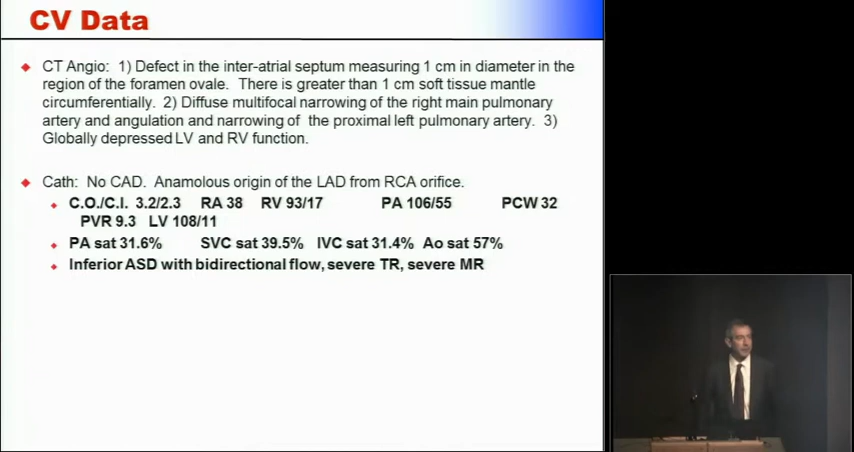 CV Data
CT Angio: 1) Defect in the inter-atrial septum measuring 1 cm in diameter in the
region of the foramen ovale. There is greater than 1 cm soft tissue mantle
circumferentially. 2) Diffuse multifocal narrowing of the right main pulmonary
artery and angulation and narrowing of the proximal left pulmonary artery. 3)
Globally depressed LV and RV function.
Cath: No CAD. Anamolous origin of the LAD from RCA orifice.
C.O./C.I. 3.2/2.3 RA 38 RV 93/17 PA 106/55 PCW 32
PVR 9.3 LV 108/11
PA sat 31.6% SVC sat 39.5% IVC sat 31.4% Ao sat 57%
Inferior ASD with bidirectional flow, severe TR, severe MR